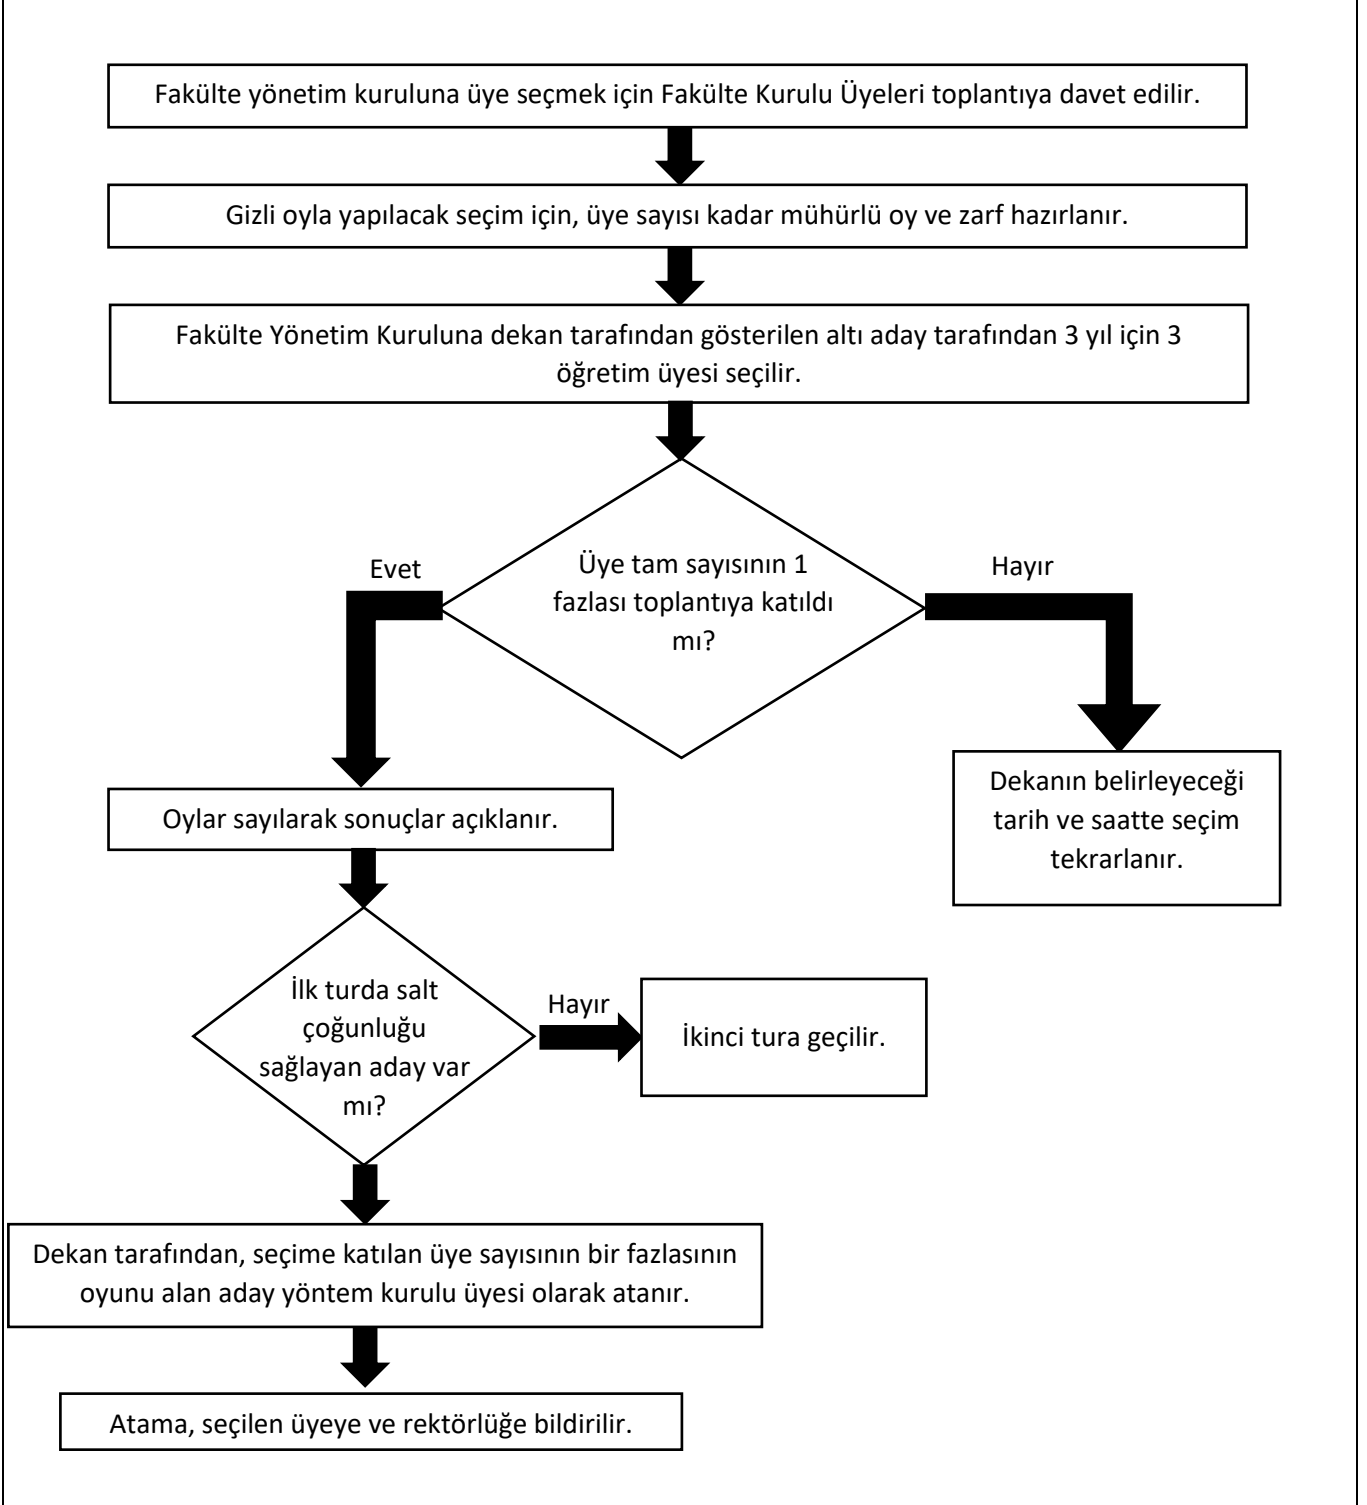 Fakülte yönetim kuruluna üye seçmek için Fakülte Kurulu Üyeleri toplantıya davet edilir.
Gizli oyla yapılacak seçim için, üye sayısı kadar mühürlü oy ve zarf hazırlanır.
Fakülte Yönetim Kuruluna dekan tarafından gösterilen altı aday tarafından 3 yıl için 3
öğretim üyesi seçilir.
Üye tam sayısının 1
fazlası toplantıya katıldı
mı?
Evet
Hayır
Dekanın belirleyeceği
tarih ve saatte seçim
tekrarlanır.
Oylar sayılarak sonuçlar açıklanır.
İlk turda salt
çoğunluğu
sağlayan aday var
mı?
Hayır
İkinci tura geçilir.
Dekan tarafından, seçime katılan üye sayısının bir fazlasının
oyunu alan aday yöntem kurulu üyesi olarak atanır.
Atama, seçilen üyeye ve rektörlüğe bildirilir.